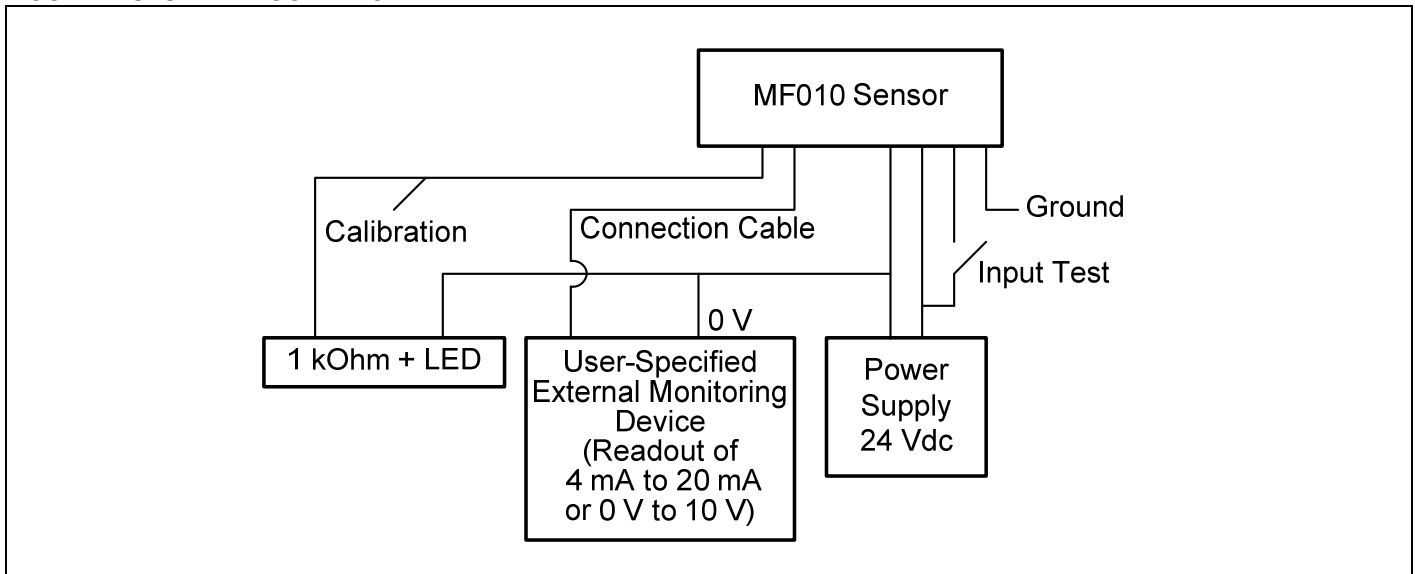 MF010 Sensor
Ground
Calibration
Connection Cable
Input Test
0 V
1 kOhm + LED
User-Specified
External Monitoring
Device
(Readout of
4 mA to 20 mA
or 0 V to 10 V)
Power
Supply
24 Vdc